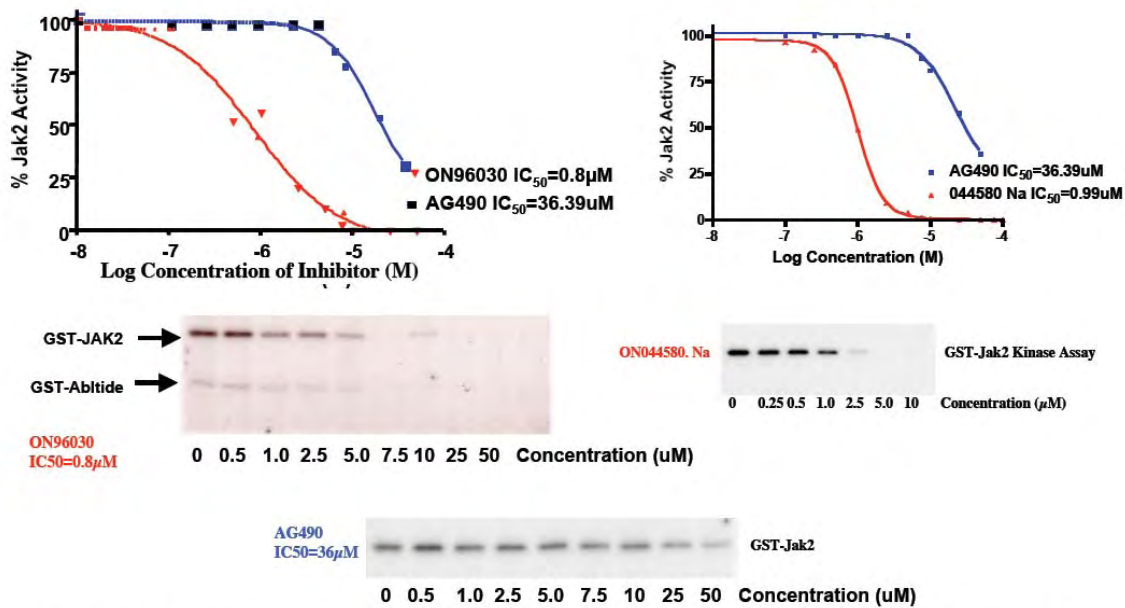 100
75
50
25
0
% Jak2 Activity
ON96030 IC50=0.8µM
AG490 IC50=36.39uM
-8 -7 -6 -5 -4
Log Concentration of Inhibitor (M)
100
75
50
25
0
% Jak2 Activity
AG490 IC50=36.39uM
044580 Na IC50=0.99uM
-8 -7 -6 -5 -4
Log Concentration (M)
GST-JAK2
GST-Abltide
ON96030
IC50=0.8µM
0 0.5 1.0 2.5 5.0 7.5 10 25 50 Concentration (uM)
ON044580. Na
GST-Jak2 Kinase Assay
0 0.25 0.5 1.0 2.5 5.0 10 Concentration (µM)
AG490
IC50=36µM
GST-Jak2
0 0.5 1.0 2.5 5.0 7.5 10 25 50 Concentration (uM)